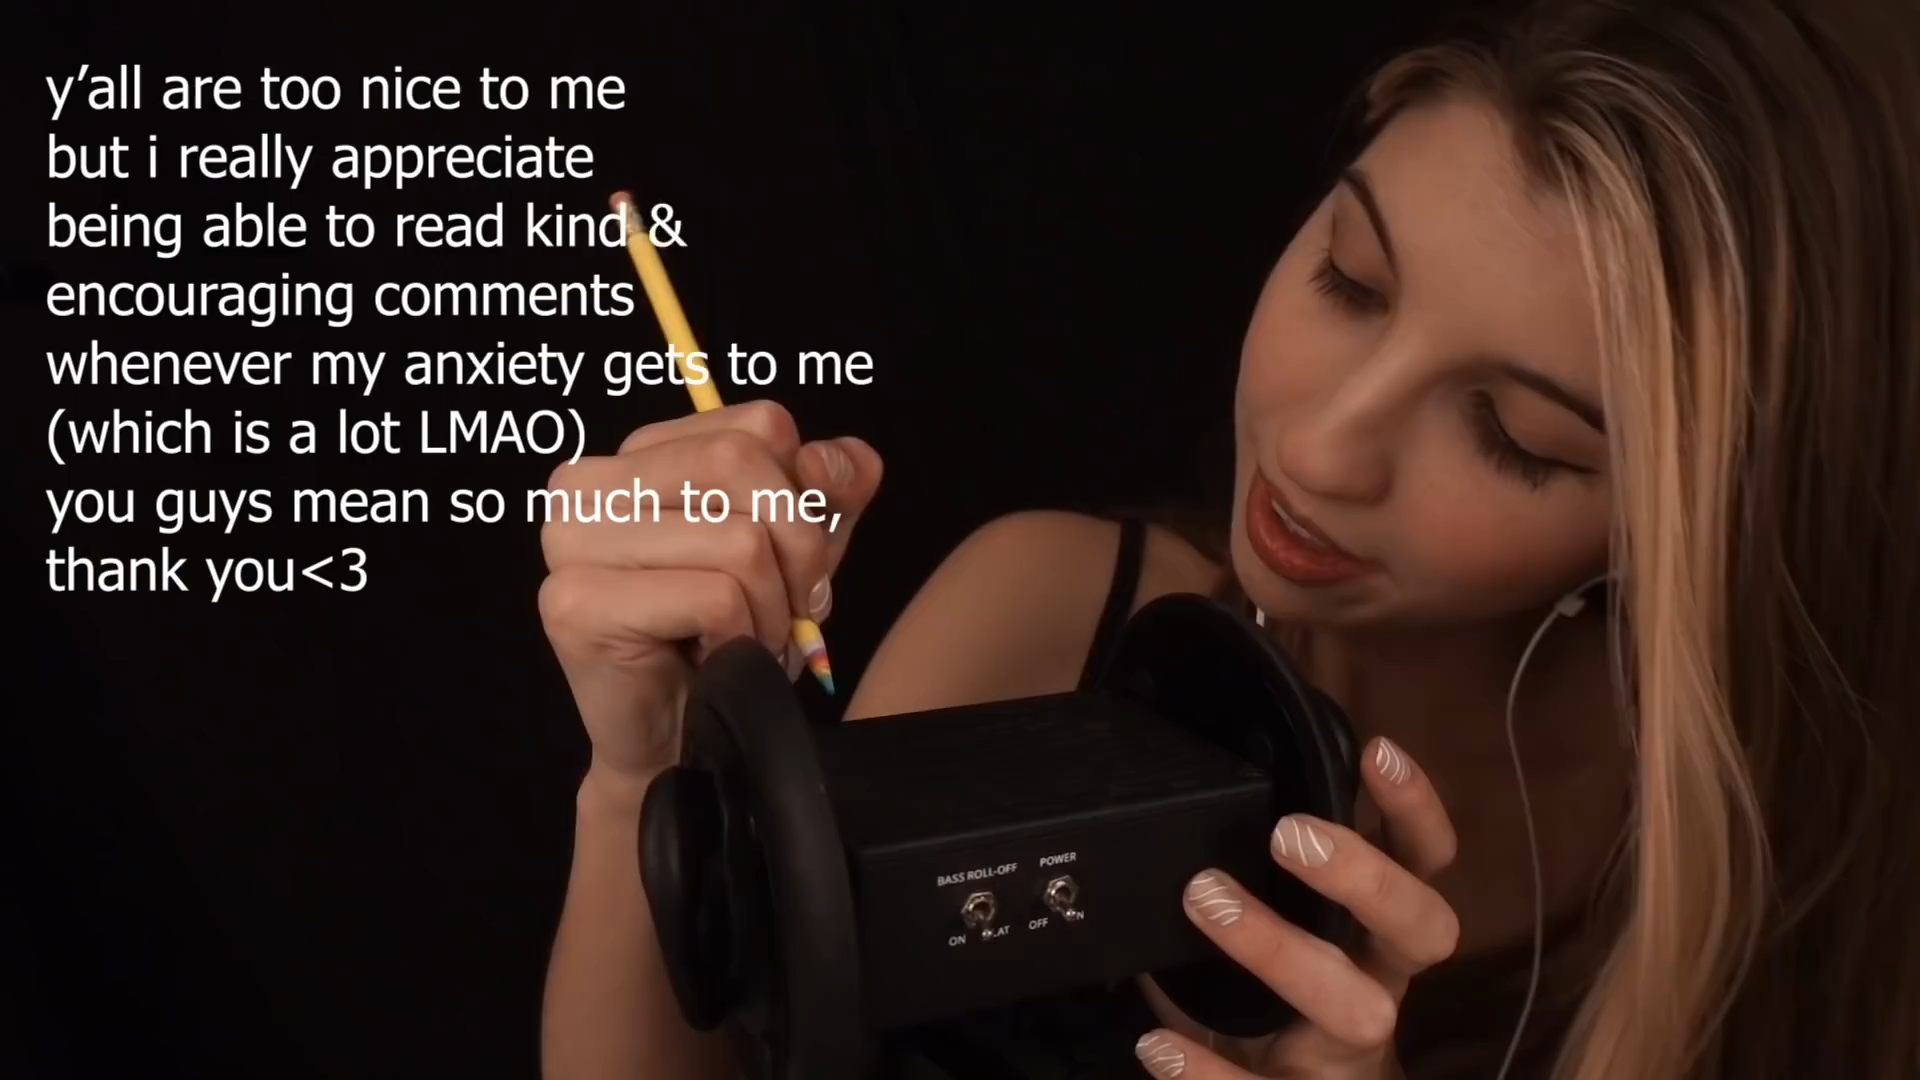 y'all are too nice to me
but i really appreciate
being able to read kind &
encouraging comments
whenever my anxiety gets to me
(which is a lot LMAO)
you guys mean so much to me,
thank you<3
BASS ROLL-OFF POWER
ON OFF